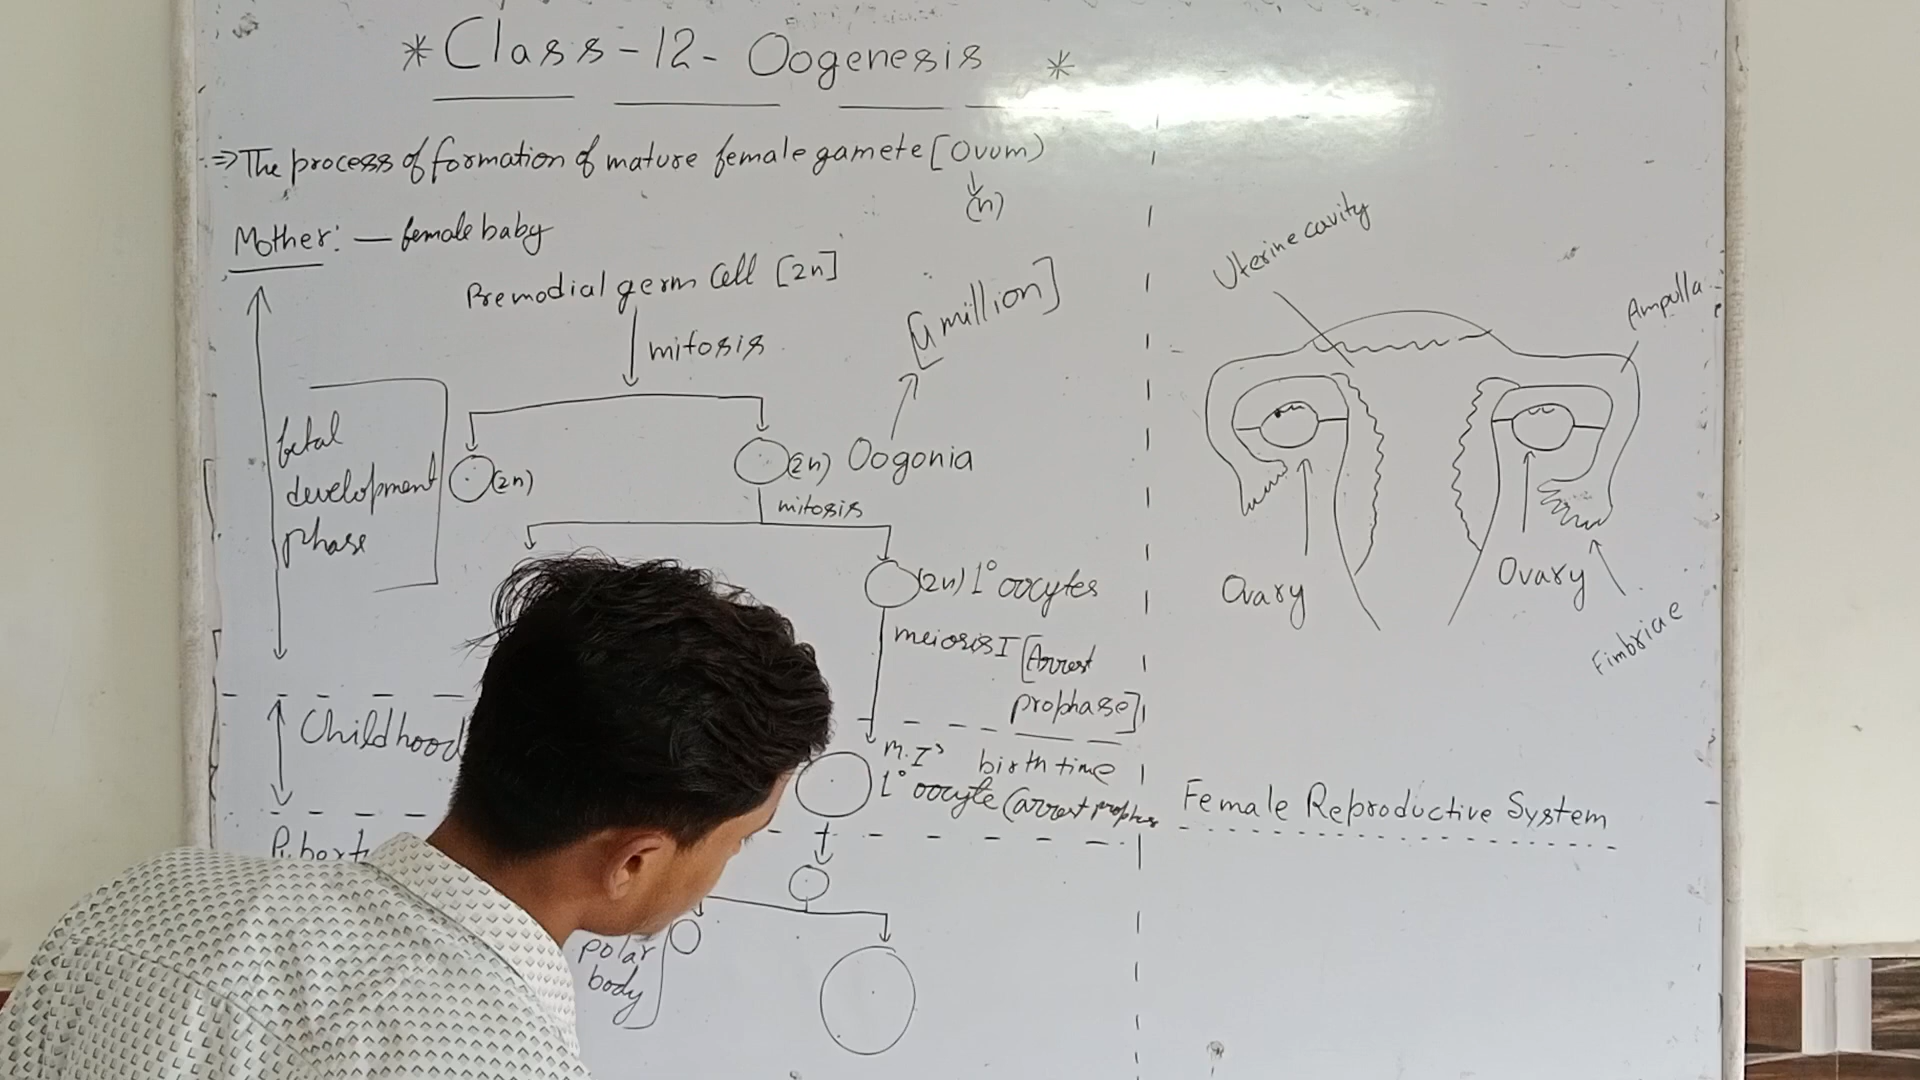 * Class-12- Oogenesis *
⇒ The process of formation of mature female gamete [Ovum)
(n)
Mother: — female baby
Premodial germ Cell [2n]
mitosis
[4 million]
fetal
development
phase
(2n)
(2n) Oogonia
mitosis
(2n) 1° oocytes
meiosis I [Arrest
prophase]
Childhood
M.I
birth time
1° oocyte (arrest
polar
body
Uterine cavity
Ampulla
Ovary
Ovary
Fimbriae
Female Reproductive System